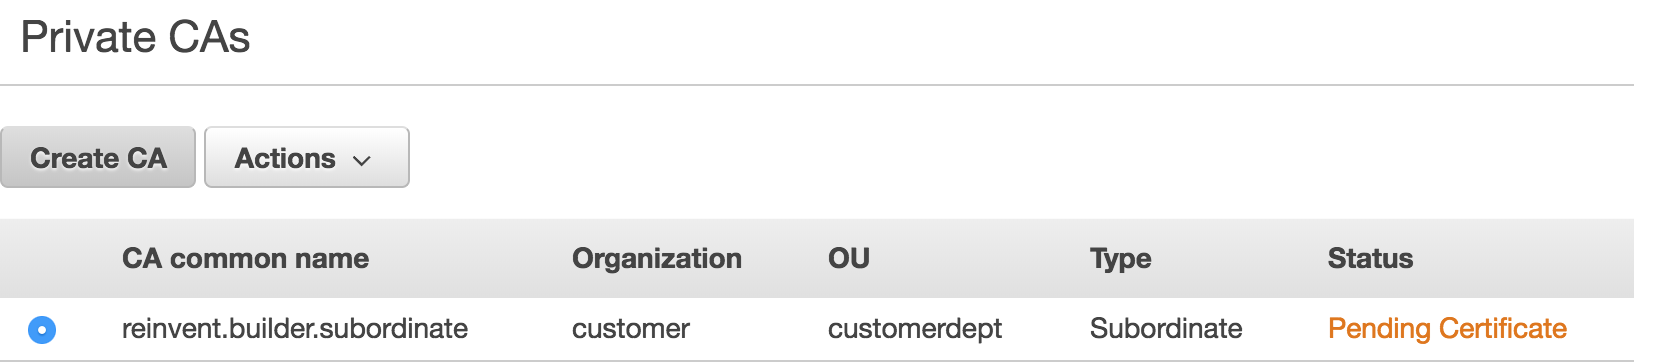 Private CAs
Create CA Actions
CA common name Organization OU Type Status
reinvent.builder.subordinate customer customerdept Subordinate Pending Certificate